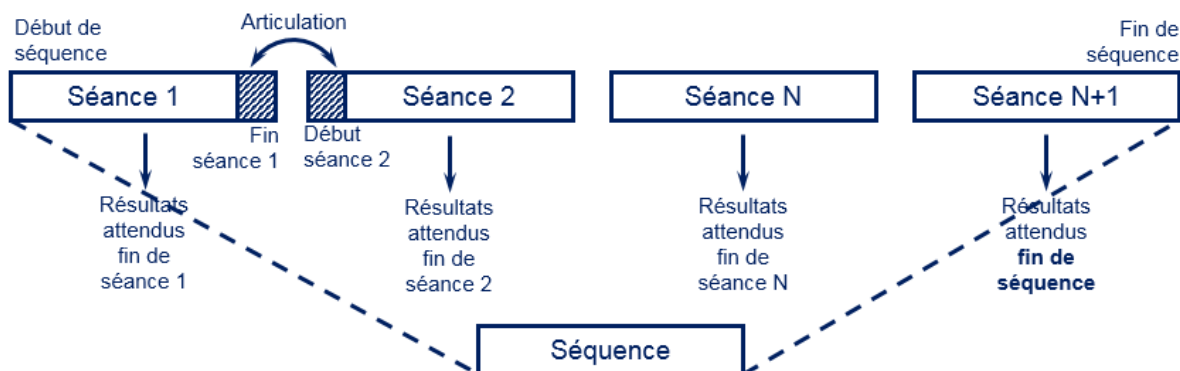 Début de
séquence
Articulation
Fin de
séquence
Séance 1
Séance 2
Séance N
Séance N+1
Fin
séance 1
Début
séance 2
Résultats
attendus
fin de
séance 1
Résultats
attendus
fin de
séance 2
Résultats
attendus
fin de
séance N
Résultats
attendus
fin de
séquence
Séquence